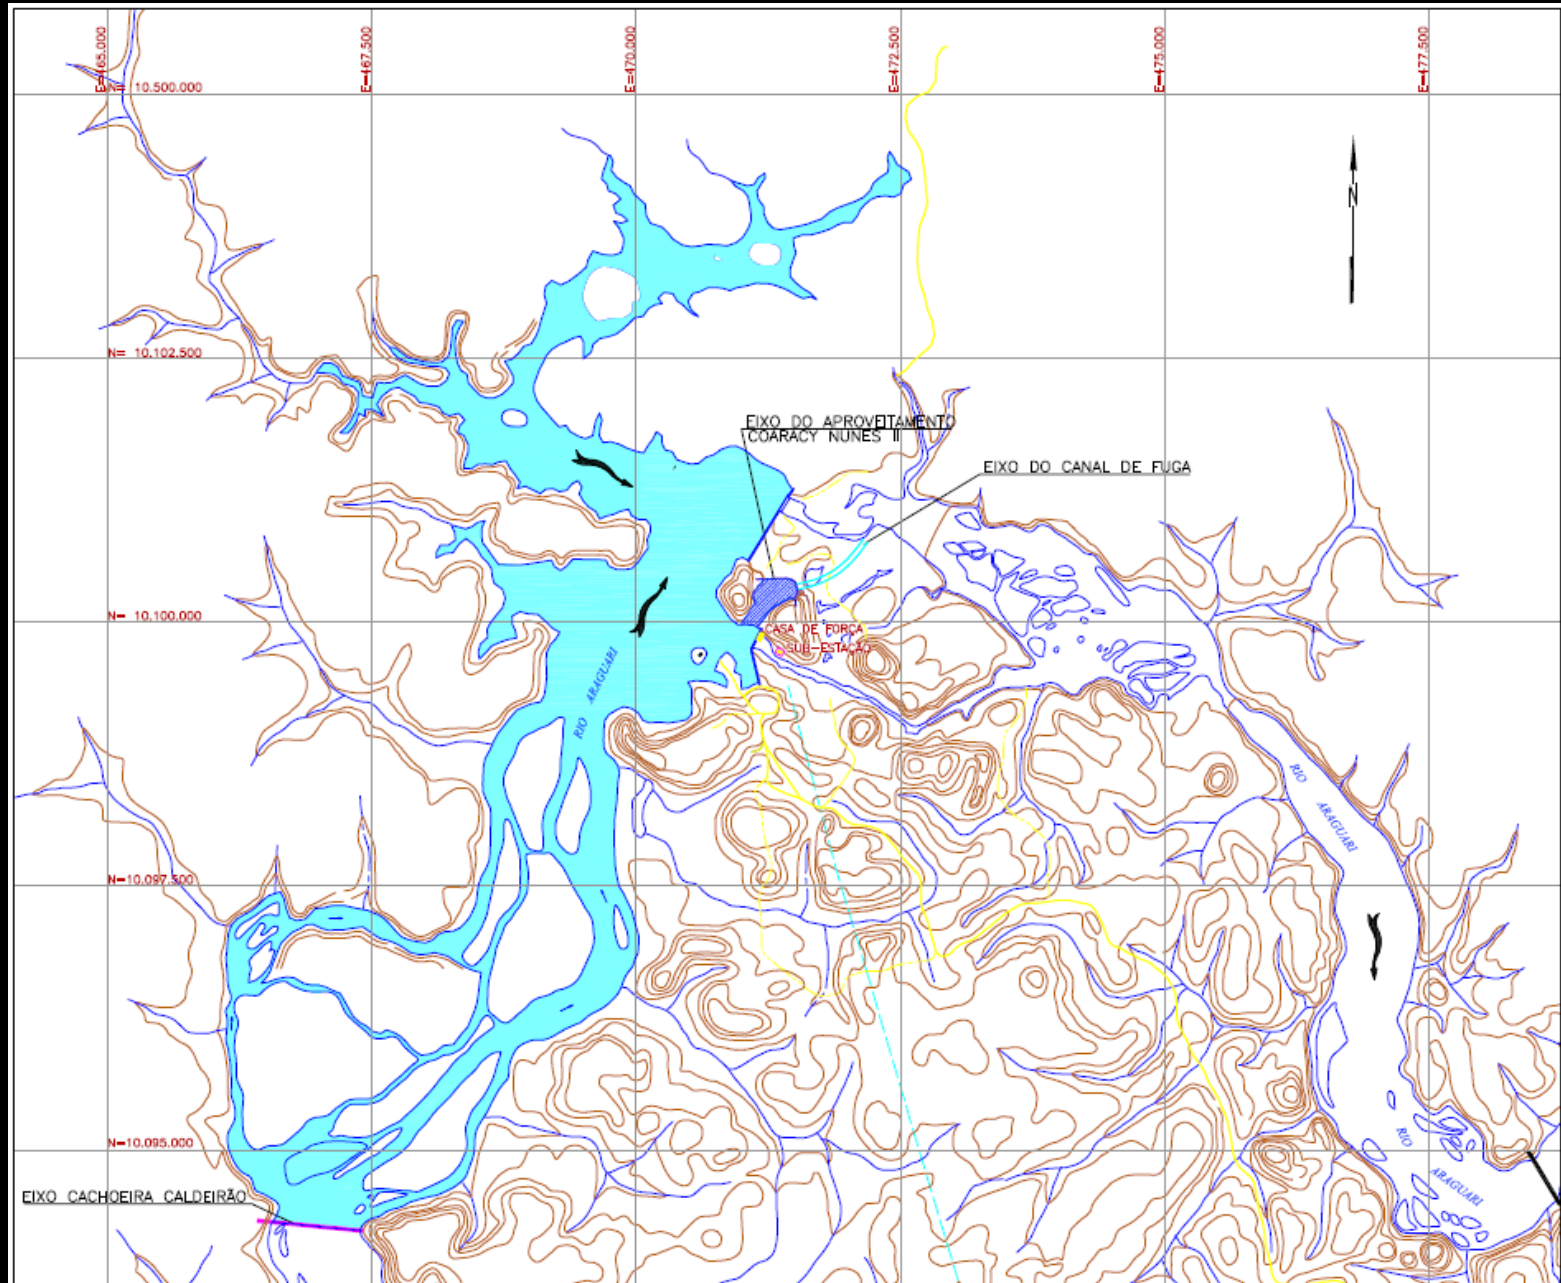 E=465.000
E=467.500
E=470.000
E=472.500
E=475.000
E=477.500
N= 10.500.000
N
N= 10.102.500
EIXO DO APROVEITAMENTO
COARACY NUNES II
EIXO DO CANAL DE FUGA
N= 10.100.000
CASA DE FORÇA
SUB-ESTAÇÃO
RIO ARAGUARI
RIO ARAGUARI
N=10.097.500
N=10.095.000
RIO ARAGUARI
EIXO CACHOEIRA CALDEIRÃO